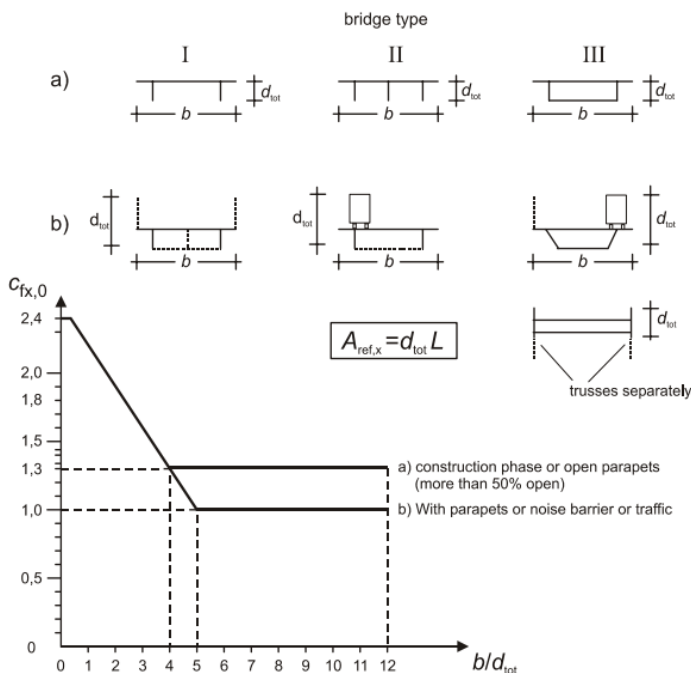 bridge type
I II III
a) d_tot d_tot d_tot
b b b
b) d_tot d_tot d_tot
b b b
c_fx,0
2,4
A_ref,x = d_tot L
d_tot
2,0
1,8
trusses separately
1,5
1,3
a) construction phase or open parapets
(more than 50% open)
1,0
b) With parapets or noise barrier or traffic
0,5
0
0 1 2 3 4 5 6 7 8 9 10 11 12 b/d_tot